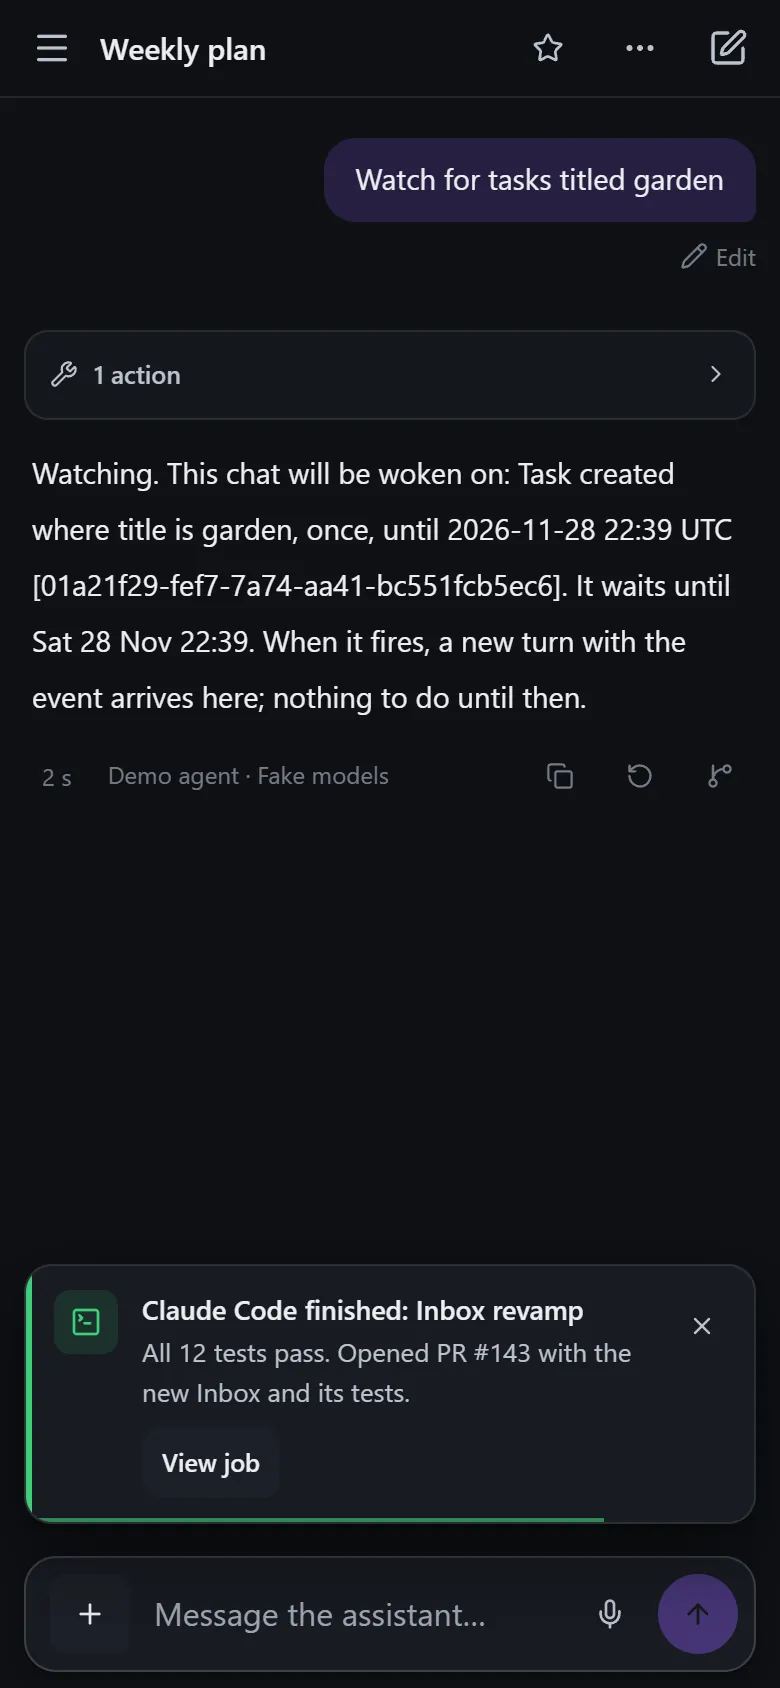 Weekly plan
Watch for tasks titled garden
Edit
1 action
Watching. This chat will be woken on: Task created
where title is garden, once, until 2026-11-28 22:39 UTC
[01a21f29-fef7-7a74-aa41-bc551fcb5ec6]. It waits until
Sat 28 Nov 22:39. When it fires, a new turn with the
event arrives here; nothing to do until then.
2 s Demo agent · Fake models
Claude Code finished: Inbox revamp
All 12 tests pass. Opened PR #143 with the
new Inbox and its tests.
View job
Message the assistant...